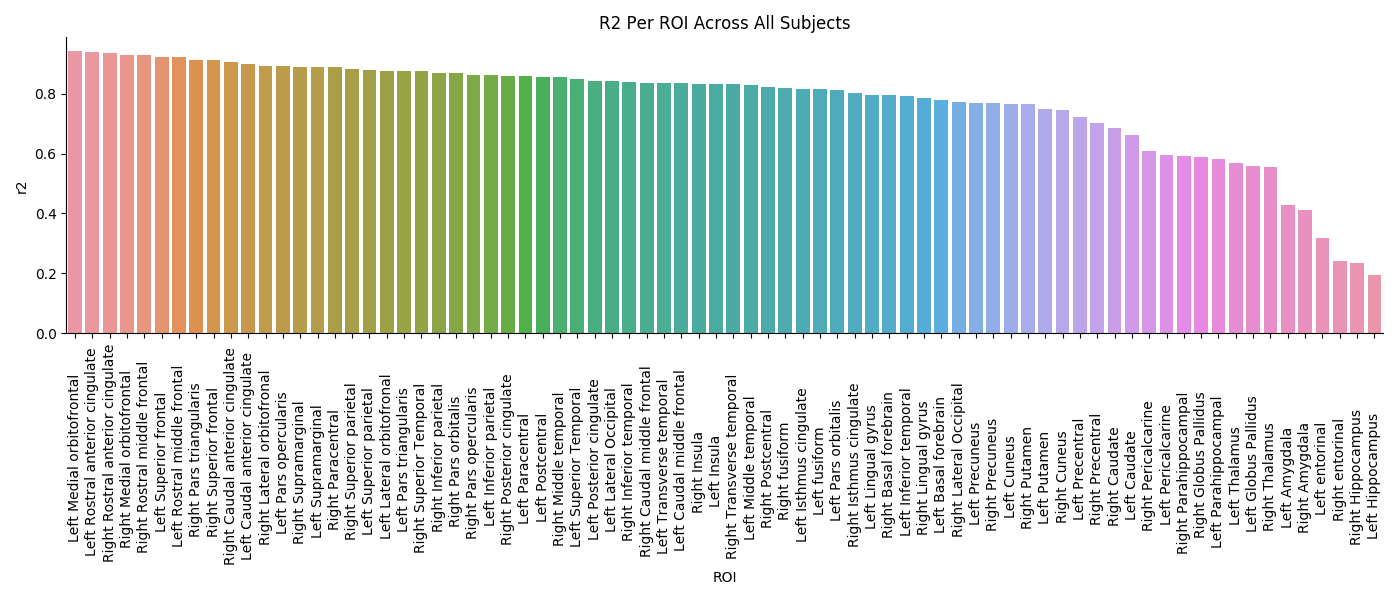 R2 Per ROI Across All Subjects
r2
0.8
0.6
0.4
0.2
0.0
Left Medial orbitofrontal
Left Rostral anterior cingulate
Right Rostral anterior cingulate
Right Medial orbitofrontal
Right Rostral middle frontal
Left Superior frontal
Left Rostral middle frontal
Right Pars triangularis
Right Superior frontal
Right Caudal anterior cingulate
Left Caudal anterior cingulate
Right Lateral orbitofrontal
Left Pars opercularis
Right Supramarginal
Left Supramarginal
Right Paracentral
Right Superior parietal
Left Superior parietal
Left Lateral orbitofronal
Left Pars triangularis
Right Superior Temporal
Right Inferior parietal
Right Pars orbitalis
Right Pars opercularis
Left Inferior parietal
Right Posterior cingulate
Left Paracentral
Left Postcentral
Right Middle temporal
Left Superior Temporal
Left Posterior cingulate
Left Lateral Occipital
Right Inferior temporal
Right Caudal middle frontal
Left Transverse temporal
Left Caudal middle frontal
Right Insula
Left Insula
Right Transverse temporal
Left Middle temporal
Right Postcentral
Right fusiform
Left Isthmus cingulate
Left fusiform
Left Pars orbitalis
Right Isthmus cingulate
Left Lingual gyrus
Right Basal forebrain
Left Inferior temporal
Right Lingual gyrus
Left Basal forebrain
Right Lateral Occipital
Left Precuneus
Right Precuneus
Left Cuneus
Right Putamen
Left Putamen
Right Cuneus
Left Precentral
Right Precentral
Right Caudate
Left Caudate
Right Pericalcarine
Left Pericalcarine
Right Parahippocampal
Right Globus Pallidus
Left Parahippocampal
Left Thalamus
Left Globus Pallidus
Right Thalamus
Left Amygdala
Right Amygdala
Left entorinal
Right entorinal
Right Hippocampus
Left Hippocampus
ROI